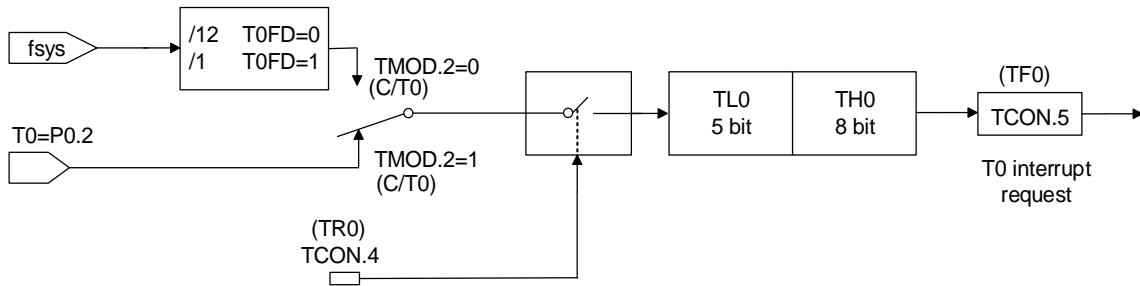 fsys
/12 T0FD=0
/1 T0FD=1
TMOD.2=0
(C/T0)
T0=P0.2
TMOD.2=1
(C/T0)
(TR0)
TCON.4
TL0
5 bit
TH0
8 bit
(TF0)
TCON.5
T0 interrupt
request